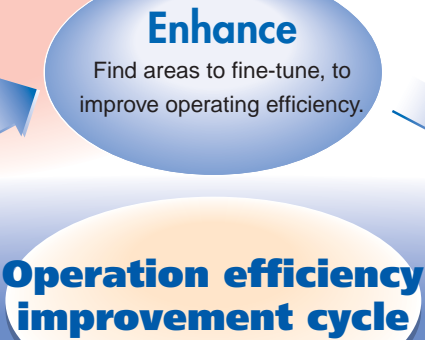 Enhance
Find areas to fine-tune, to
improve operating efficiency.
Operation efficiency
improvement cycle